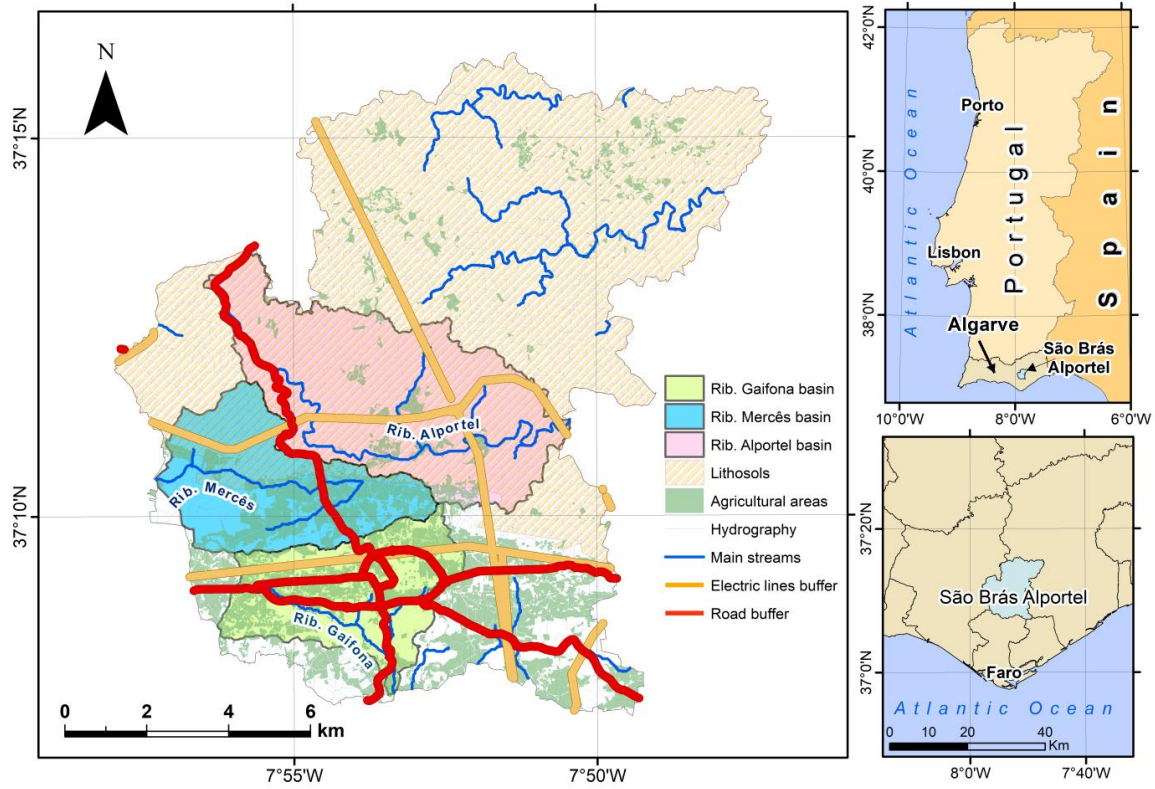 N
37°15'N
37°10'N
7°55'W
7°50'W
Rib. Alportel
Rib. Mercês
Rib. Gaifona
0 2 4 6
km
Rib. Gaifona basin
Rib. Mercês basin
Rib. Alportel basin
Lithosols
Agricultural areas
Hydrography
Main streams
Electric lines buffer
Road buffer
42°0'N
40°0'N
38°0'N
Atlantic Ocean
Porto
Portugal
Spain
Lisbon
Algarve
São Brás
Alportel
10°0'W
8°0'W
6°0'W
37°20'N
37°0'N
São Brás Alportel
Faro
Atlantic Ocean
0 10 20 40
Km
8°0'W
7°40'W